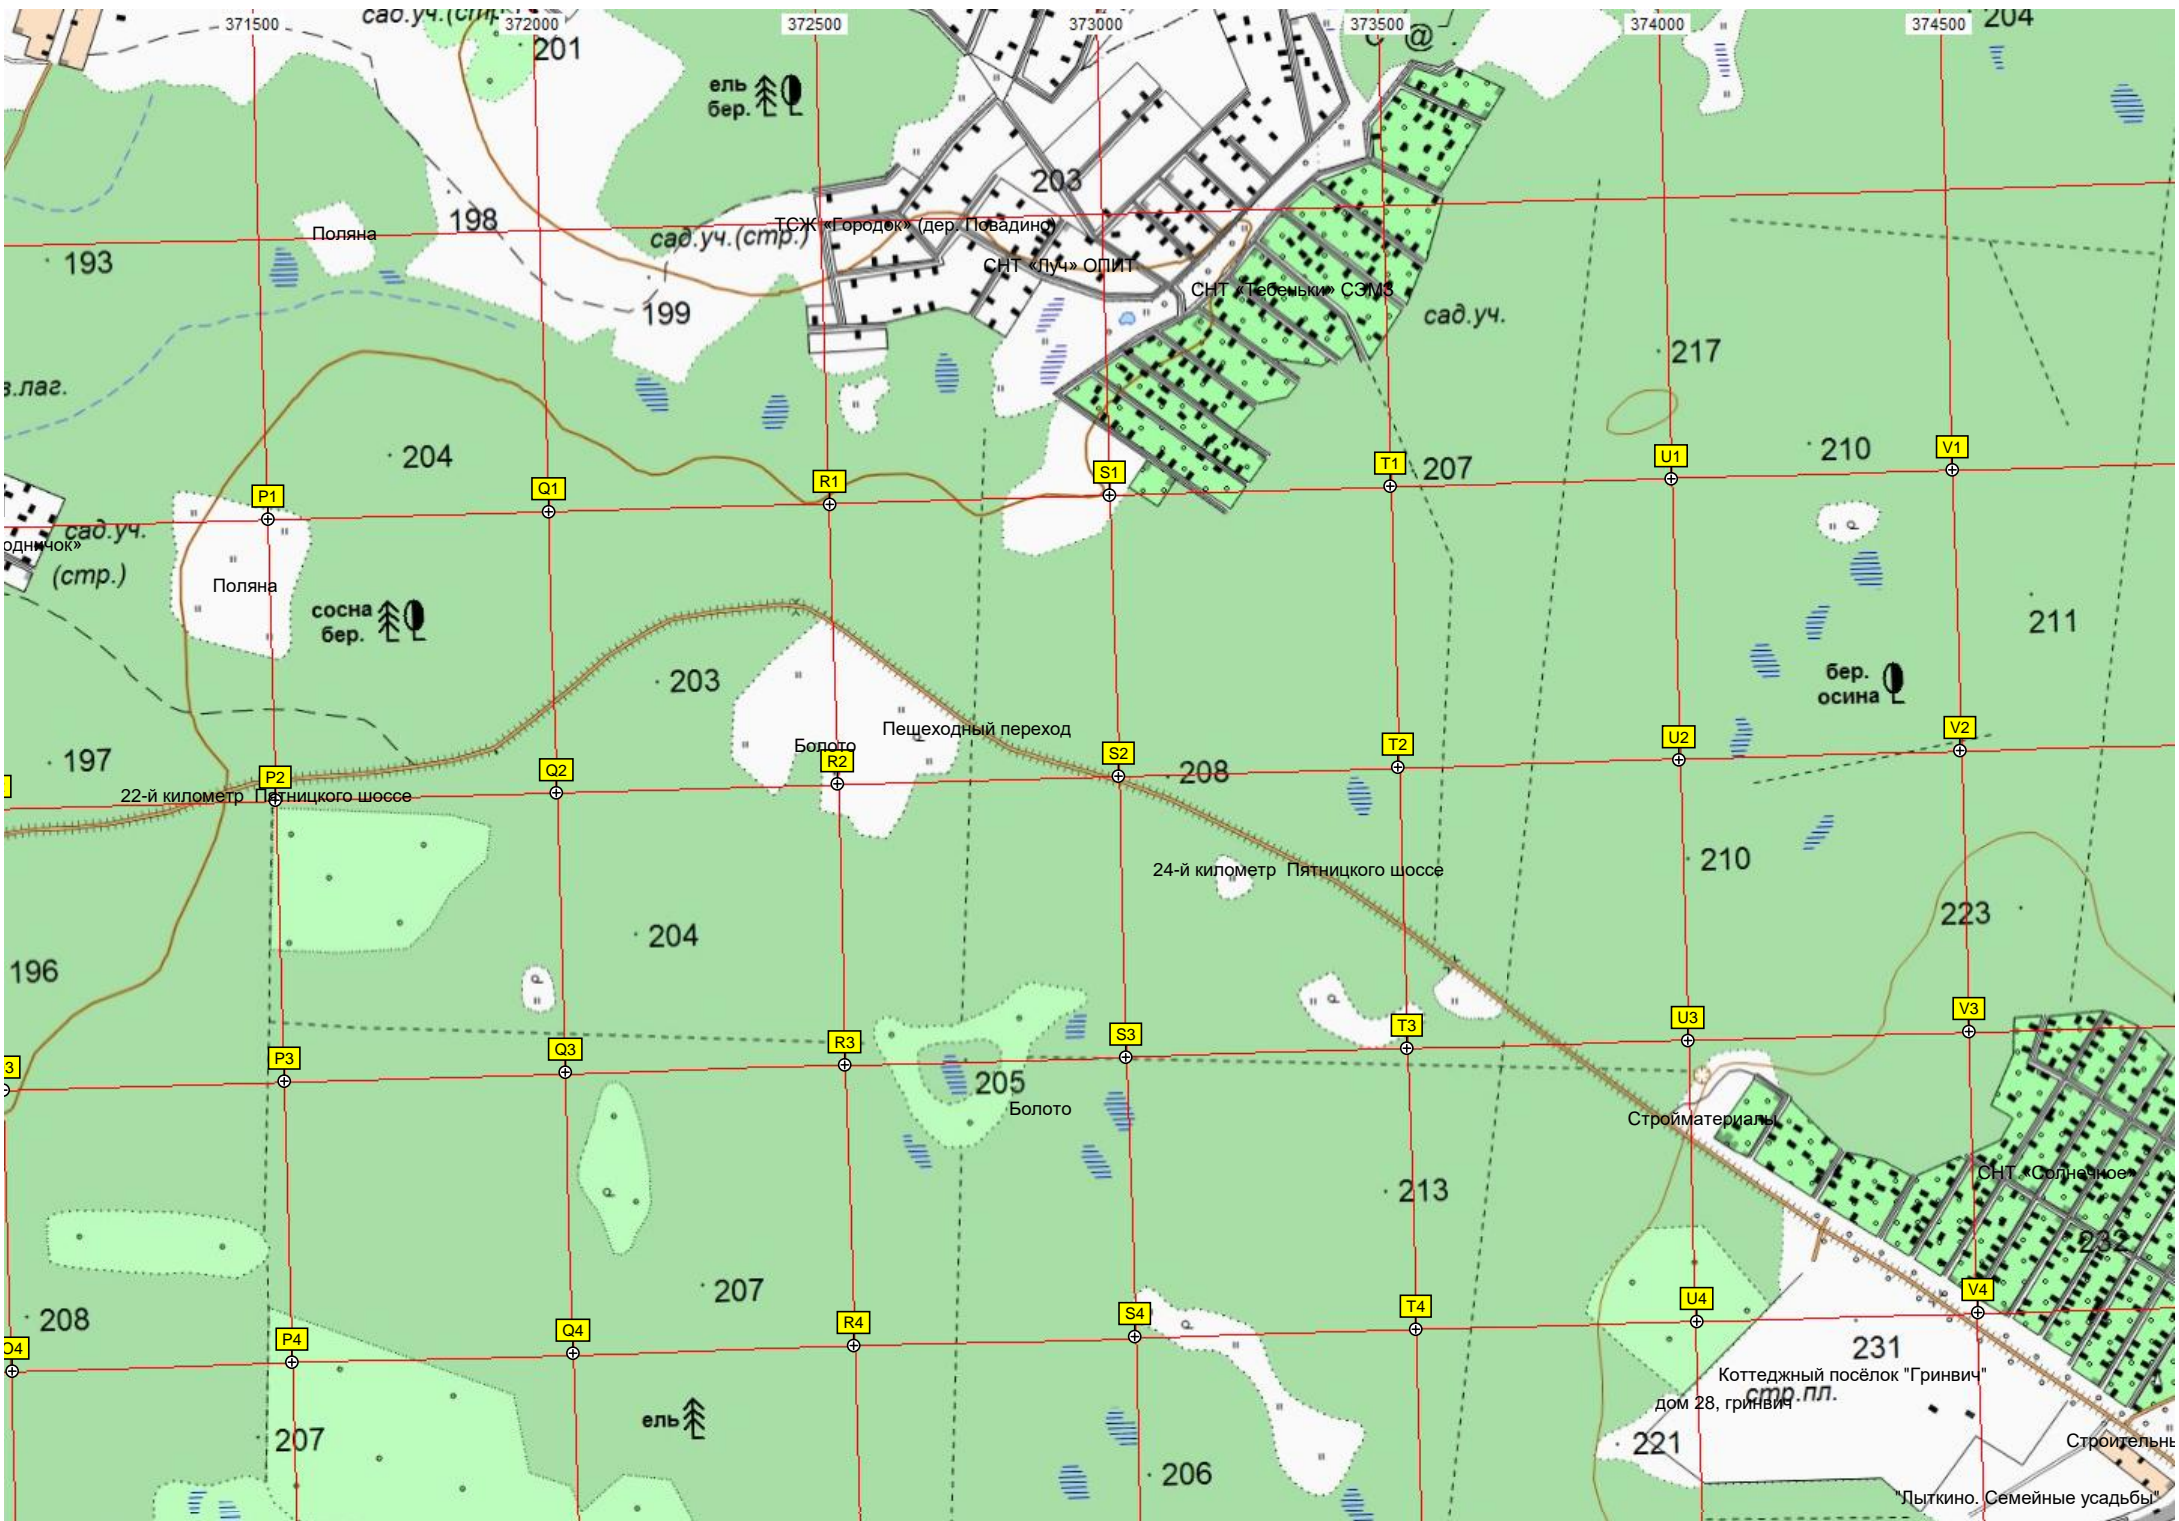 сад.уч.(стр.
371500
372000
372500
373000
373500
374000
374500
204
201
ель
бер.
@
203
198
Поляна
ТСЖ «Городок» (дер. Повадино)
сад.уч.(стр.)
193
СНТ «Луч» ОПИТ
СНТ «Тебеньки» СЭМЗ
199
сад.уч.
217
з.лаг.
204
210
207
P1
Q1
R1
S1
T1
U1
V1
сад.уч.
одничок»
(стр.)
Поляна
сосна
бер.
211
203
бер.
осина
Пешеходный переход
Болото
197
208
P2
Q2
R2
S2
T2
U2
V2
22-й километр Пятницкого шоссе
24-й километр Пятницкого шоссе
210
223
204
196
3
P3
Q3
R3
S3
T3
U3
V3
205
Болото
Стройматериалы
СНТ «Солнечное»
213
232
207
208
O4
P4
Q4
R4
S4
T4
U4
V4
231
Коттеджный посёлок "Гринвич"
стр.пл.
дом 28, гринвич
ель
207
221
Строительны
206
"Лыткино. Семейные усадьбы"